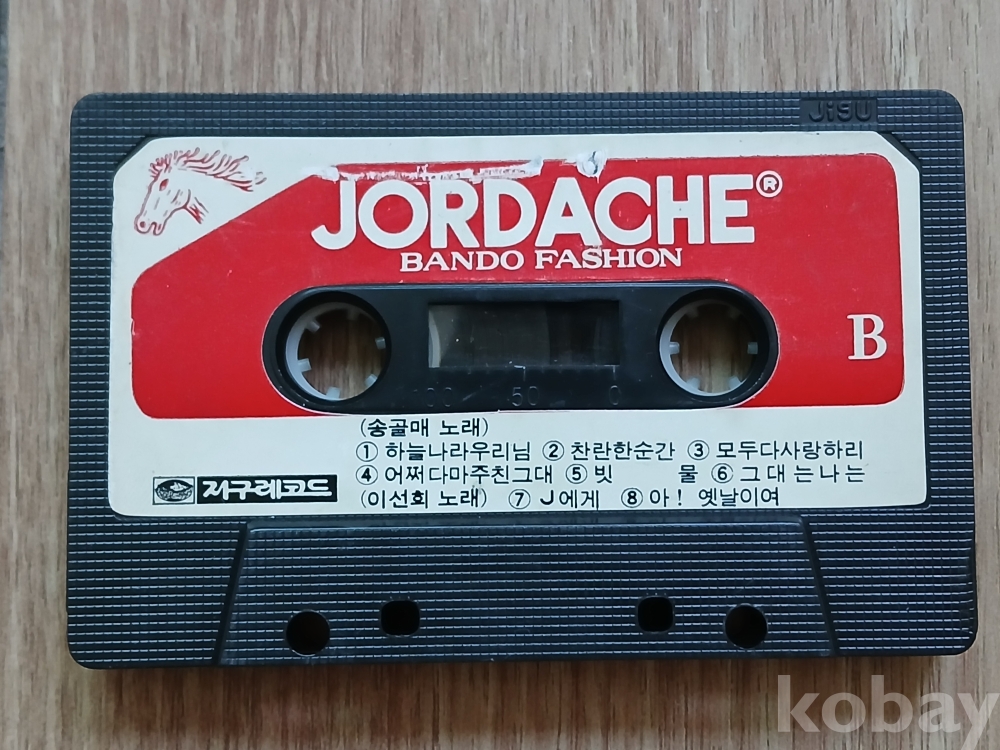 JigU
JORDACHE®
BANDO FASHION
B
100 50 0
(송골매 노래)
① 하늘나라우리님 ② 찬란한순간 ③ 모두다사랑하리
④ 어쩌다마주친그대 ⑤ 빗 물 ⑥ 그대는나는
지구레코드 (이선희 노래) ⑦ J에게 ⑧ 아! 옛날이여
kobay